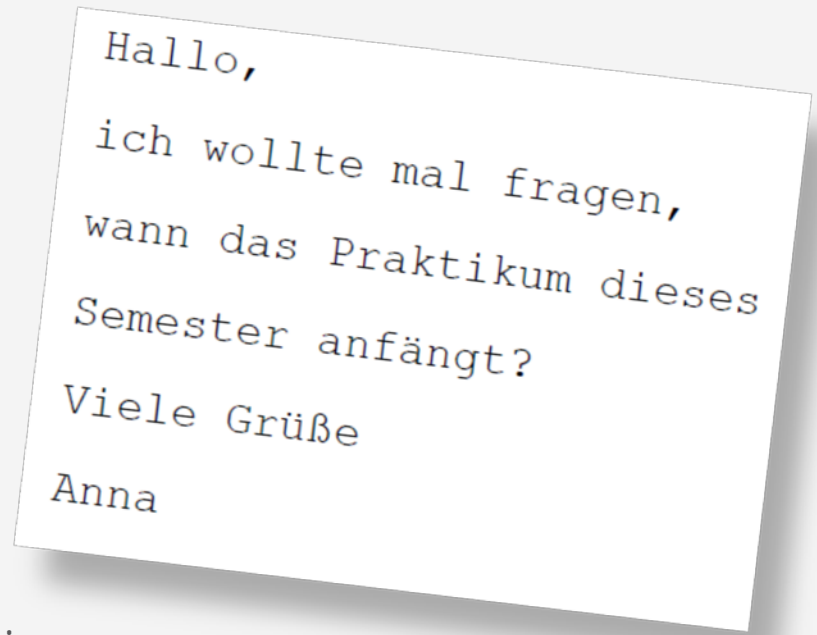 Hallo,
ich wollte mal fragen,
wann das Praktikum dieses
Semester anfängt?
Viele Grüße
Anna